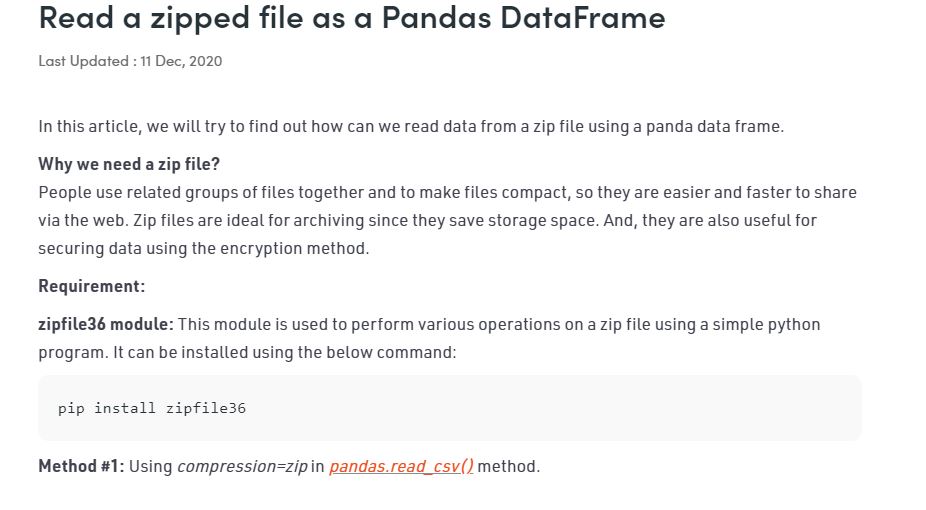 Read a zipped file as a Pandas DataFrame
Last Updated : 11 Dec, 2020
In this article, we will try to find out how can we read data from a zip file using a panda data frame.
Why we need a zip file?
People use related groups of files together and to make files compact, so they are easier and faster to share
via the web. Zip files are ideal for archiving since they save storage space. And, they are also useful for
securing data using the encryption method.
Requirement:
zipfile36 module: This module is used to perform various operations on a zip file using a simple python
program. It can be installed using the below command:
pip install zipfile36
Method #1: Using compression=zip in pandas.read_csv() method.